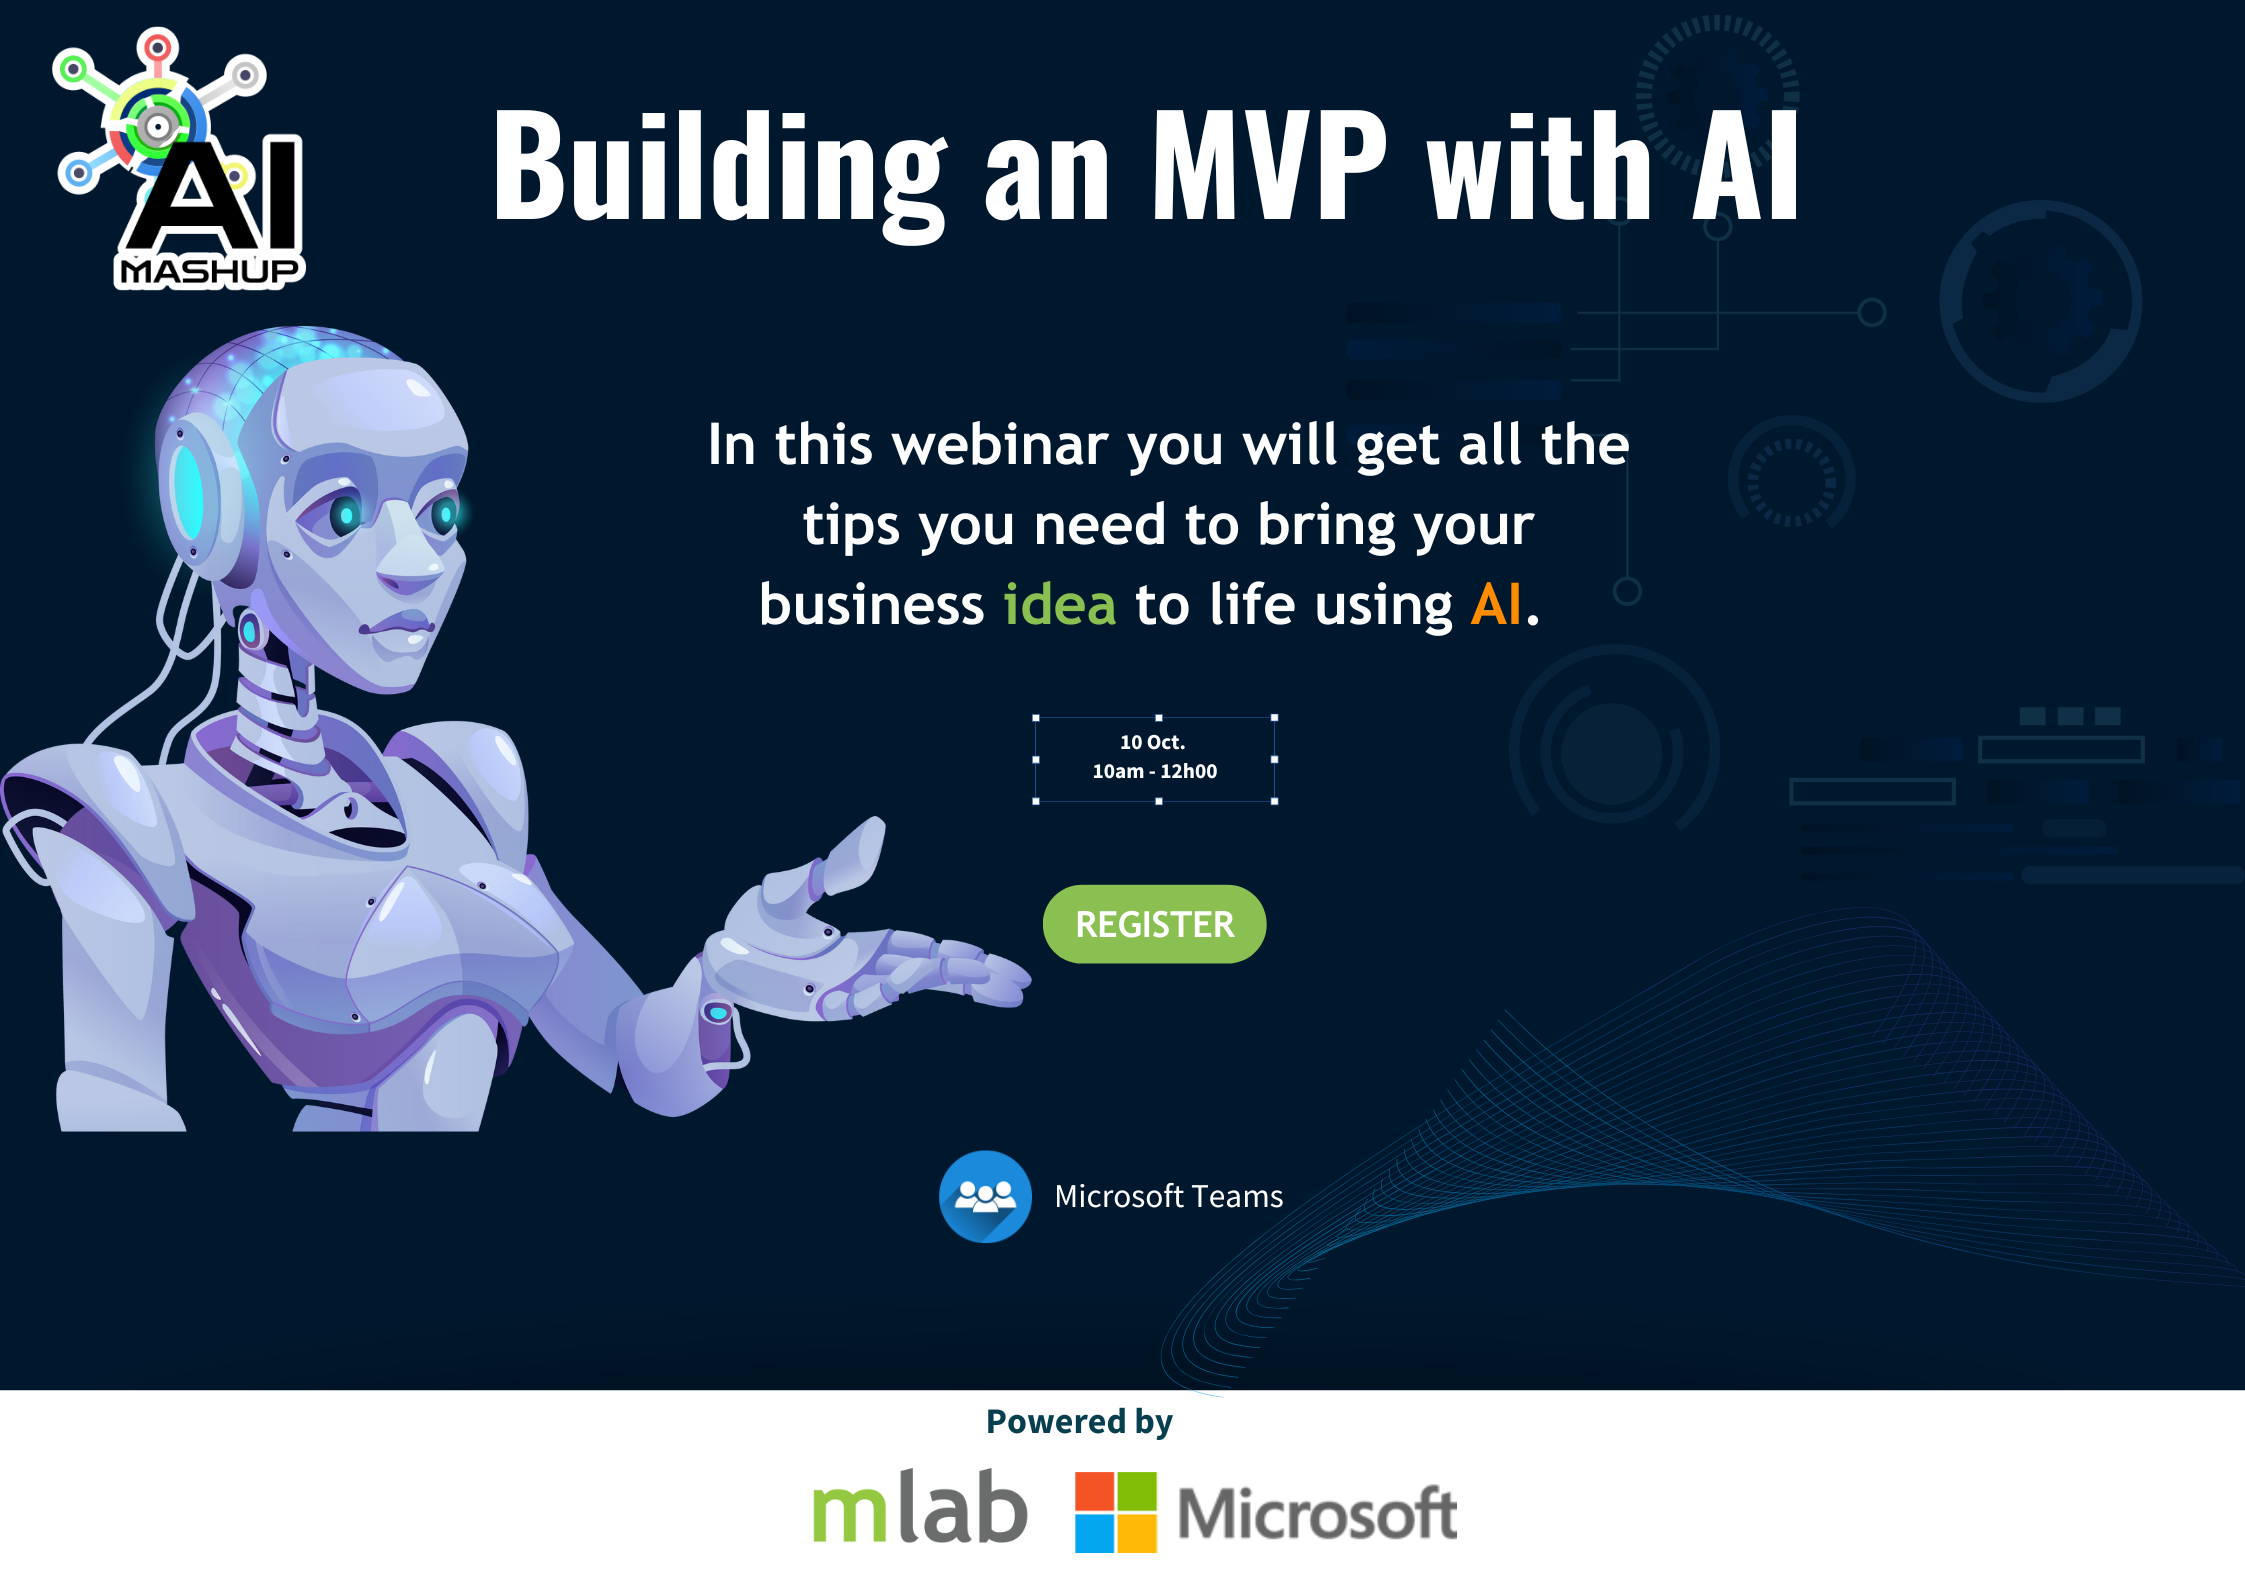 AI
MASHUP
Building an MVP with AI
In this webinar you will get all the
tips you need to bring your
business idea to life using AI.
10 Oct.
10am - 12h00
REGISTER
Microsoft Teams
Powered by
mlab
Microsoft